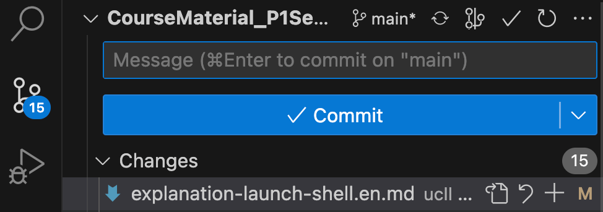 CourseMaterial_P1Se... main*
Message (⌘Enter to commit on "main")
15
Commit
Changes 15
explanation-launch-shell.en.md ucll ... M